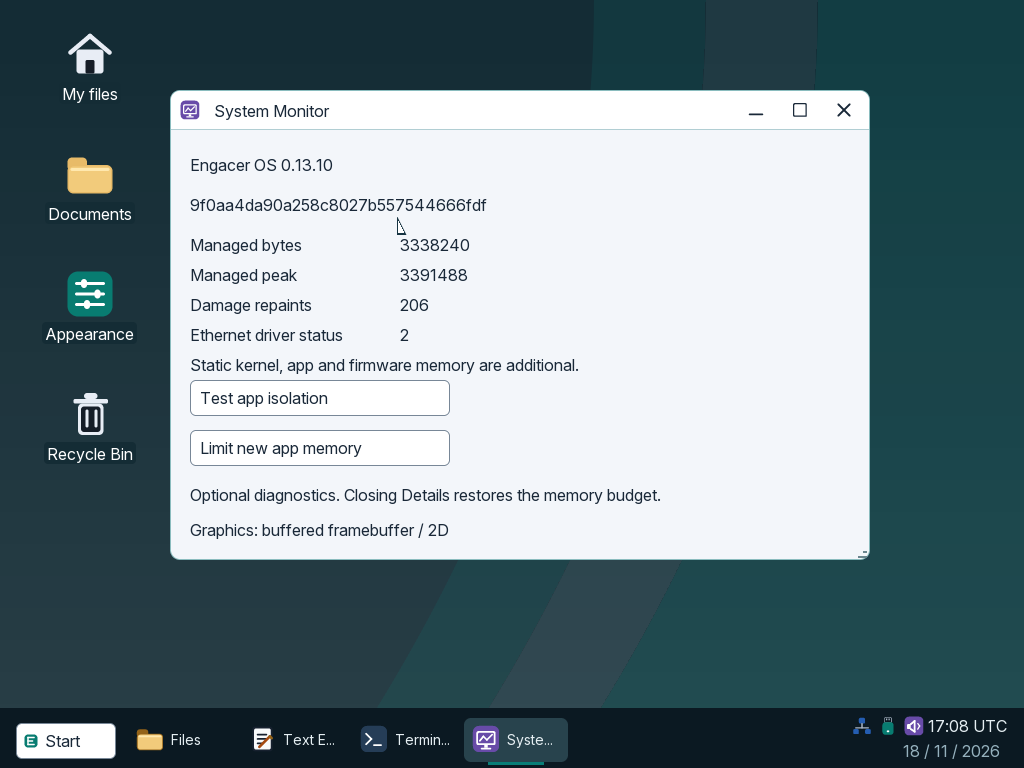 My files
Documents
Appearance
Recycle Bin
System Monitor
Engacer OS 0.13.10
9f0aa4da90a258c8027b557544666fdf
Managed bytes 3338240
Managed peak 3391488
Damage repaints 206
Ethernet driver status 2
Static kernel, app and firmware memory are additional.
Test app isolation
Limit new app memory
Optional diagnostics. Closing Details restores the memory budget.
Graphics: buffered framebuffer / 2D
Start
Files
Text E...
Termin...
Syste...
17:08 UTC
18 / 11 / 2026